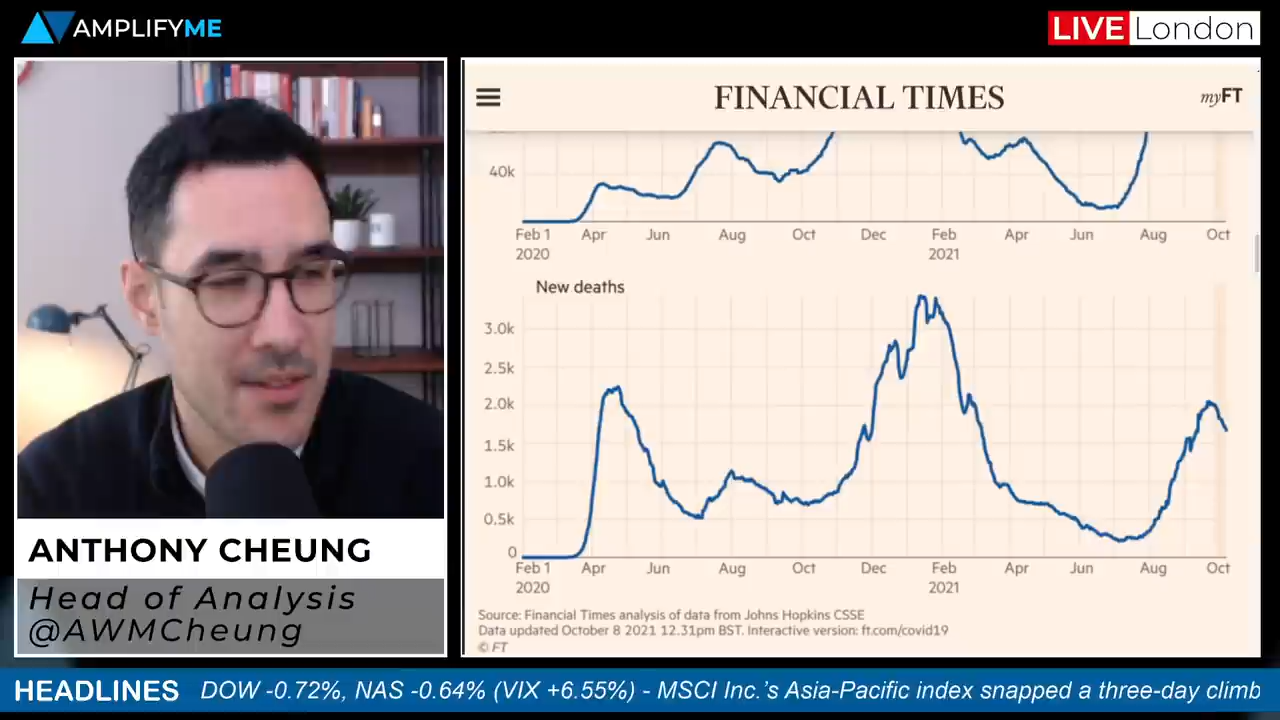 AMPLIFYME
LIVE London
FINANCIAL TIMES
myFT
40k
Feb 1 Apr Jun Aug Oct Dec Feb Apr Jun Aug Oct
2020 2021
New deaths
3.0k
2.5k
2.0k
1.5k
1.0k
0.5k
0
Feb 1 Apr Jun Aug Oct Dec Feb Apr Jun Aug Oct
2020 2021
Source: Financial Times analysis of data from Johns Hopkins CSSE
Data updated October 8 2021 12.31pm BST. Interactive version: ft.com/covid19
© FT
ANTHONY CHEUNG
Head of Analysis
@AWMCheung
HEADLINES DOW -0.72%, NAS -0.64% (VIX +6.55%) - MSCI Inc.'s Asia-Pacific index snapped a three-day climb